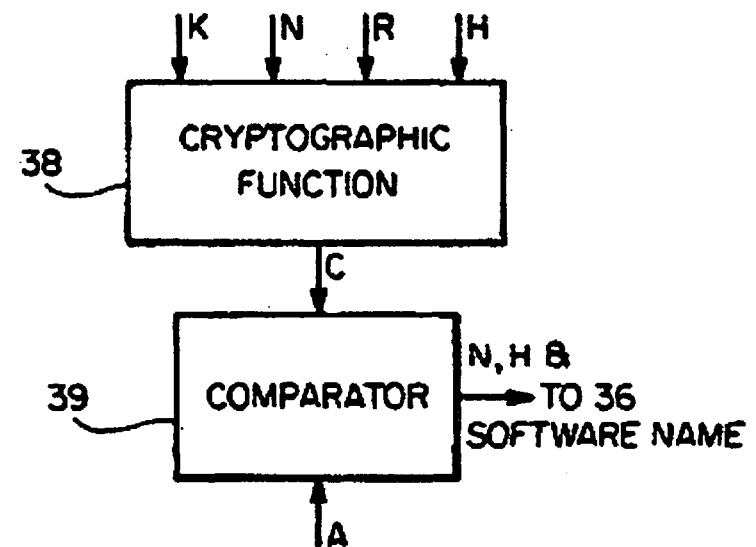 K N R H
CRYPTOGRAPHIC
FUNCTION
38
C
N, H &
COMPARATOR
TO 36
39
SOFTWARE NAME
A